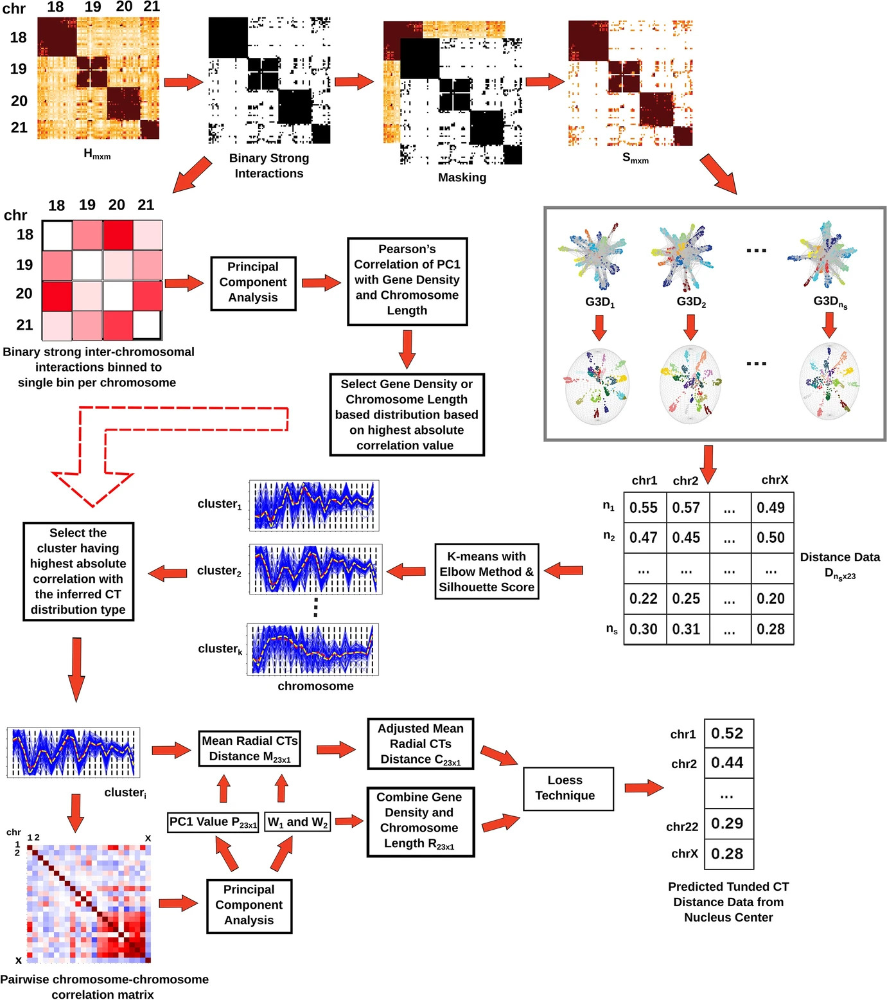 chr 18 19 20 21
18
19
20
21
Hmxm
Binary Strong
Interactions
Masking
Smxm
chr 18 19 20 21
18
19
20
21
Binary strong inter-chromosomal
interactions binned to
single bin per chromosome
Principal
Component
Analysis
Pearson's
Correlation of PC1
with Gene Density
and Chromosome
Length
Select Gene Density or
Chromosome Length
based distribution based
on highest absolute
correlation value
G3D1 G3D2 ... G3Dns
...
chr1 chr2 chrX
n1 0.55 0.57 ... 0.49
n2 0.47 0.45 ... 0.50
... ... ... ...
0.22 0.25 ... 0.20
ns 0.30 0.31 ... 0.28
Distance Data
Dnsx23
K-means with
Elbow Method &
Silhouette Score
cluster1
cluster2
clusterk
chromosome
Select the
cluster having
highest absolute
correlation with
the inferred CT
distribution type
clusteri
Mean Radial CTs
Distance M23x1
Adjusted Mean
Radial CTs
Distance C23x1
PC1 Value P23x1
W1 and W2
Combine Gene
Density and
Chromosome
Length R23x1
Loess
Technique
Principal
Component
Analysis
chr 1 2 X
1
2
X
Pairwise chromosome-chromosome
correlation matrix
chr1 0.52
chr2 0.44
...
chr22 0.29
chrX 0.28
Predicted Tunded CT
Distance Data from
Nucleus Center